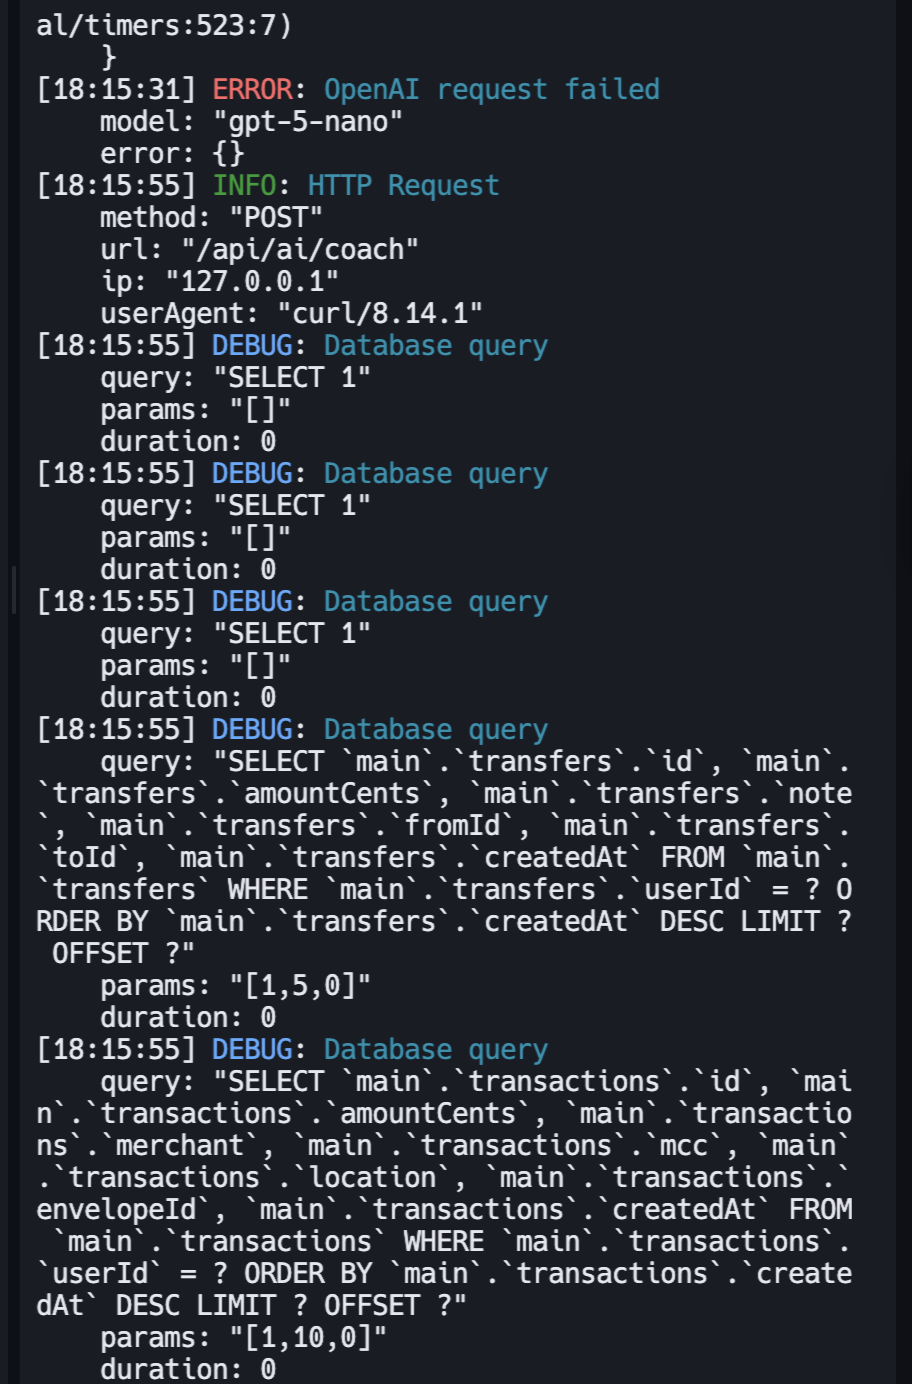 al/timers:523:7)
    }
[18:15:31] ERROR: OpenAI request failed
    model: "gpt-5-nano"
    error: {}
[18:15:55] INFO: HTTP Request
    method: "POST"
    url: "/api/ai/coach"
    ip: "127.0.0.1"
    userAgent: "curl/8.14.1"
[18:15:55] DEBUG: Database query
    query: "SELECT 1"
    params: "[]"
    duration: 0
[18:15:55] DEBUG: Database query
    query: "SELECT 1"
    params: "[]"
    duration: 0
[18:15:55] DEBUG: Database query
    query: "SELECT 1"
    params: "[]"
    duration: 0
[18:15:55] DEBUG: Database query
    query: "SELECT `main`.`transfers`.`id`, `main`.
`transfers`.`amountCents`, `main`.`transfers`.`note
`, `main`.`transfers`.`fromId`, `main`.`transfers`.
`toId`, `main`.`transfers`.`createdAt` FROM `main`.
`transfers` WHERE `main`.`transfers`.`userId` = ? O
RDER BY `main`.`transfers`.`createdAt` DESC LIMIT ?
 OFFSET ?"
    params: "[1,5,0]"
    duration: 0
[18:15:55] DEBUG: Database query
    query: "SELECT `main`.`transactions`.`id`, `mai
n`.`transactions`.`amountCents`, `main`.`transactio
ns`.`merchant`, `main`.`transactions`.`mcc`, `main`
.`transactions`.`location`, `main`.`transactions`.`
envelopeId`, `main`.`transactions`.`createdAt` FROM
 `main`.`transactions` WHERE `main`.`transactions`.
`userId` = ? ORDER BY `main`.`transactions`.`create
dAt` DESC LIMIT ? OFFSET ?"
    params: "[1,10,0]"
    duration: 0